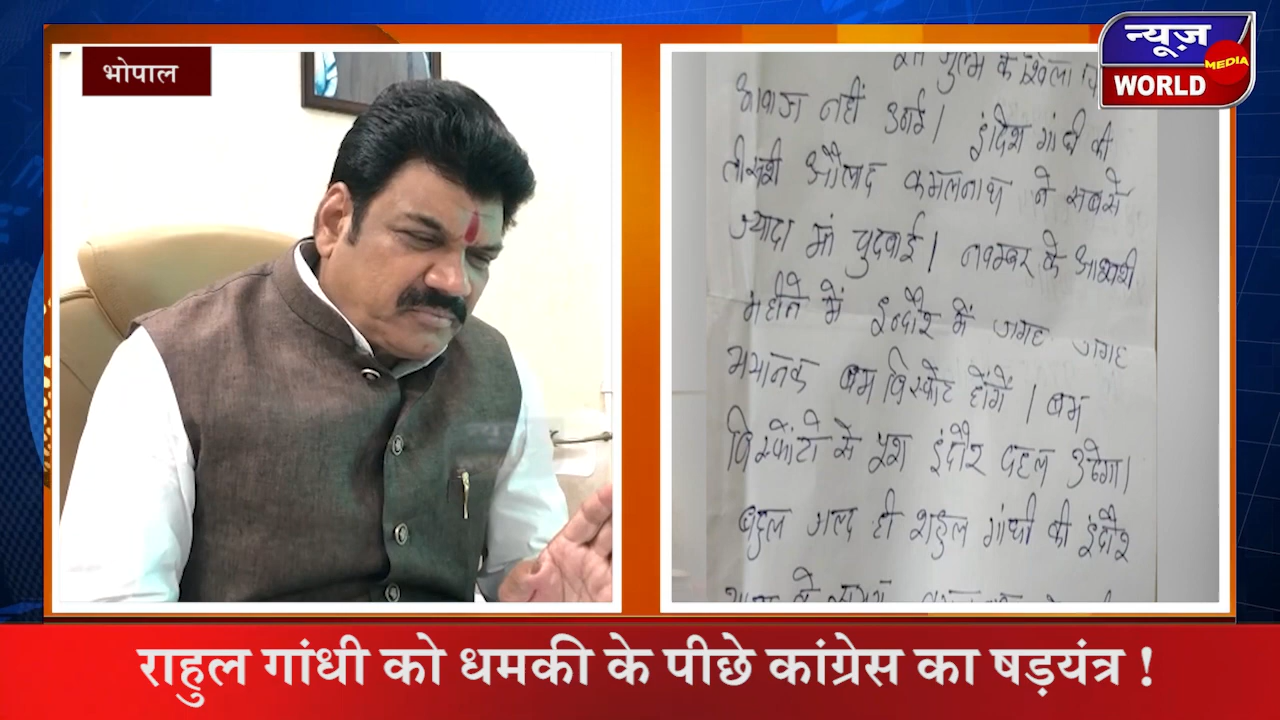 भोपाल
न्यूज़
MEDIA
WORLD
जुल्म के
आवाज नहीं उठाई। इंदिरा गांधी की
तीसरी औलाद कमलनाथ ने सबसे
ज्यादा मां चुदवाई। नवम्बर के आखरी
महीने में इन्दौर में जगह जगह
भयानक बम विस्फोट होंगें। बम
विस्फोंटो से पूरा इंदौर दहल उठेगा।
बहुल जल्द ही राहुल गांधी की इंदौर
राहुल गांधी को धमकी के पीछे कांग्रेस का षड़यंत्र !